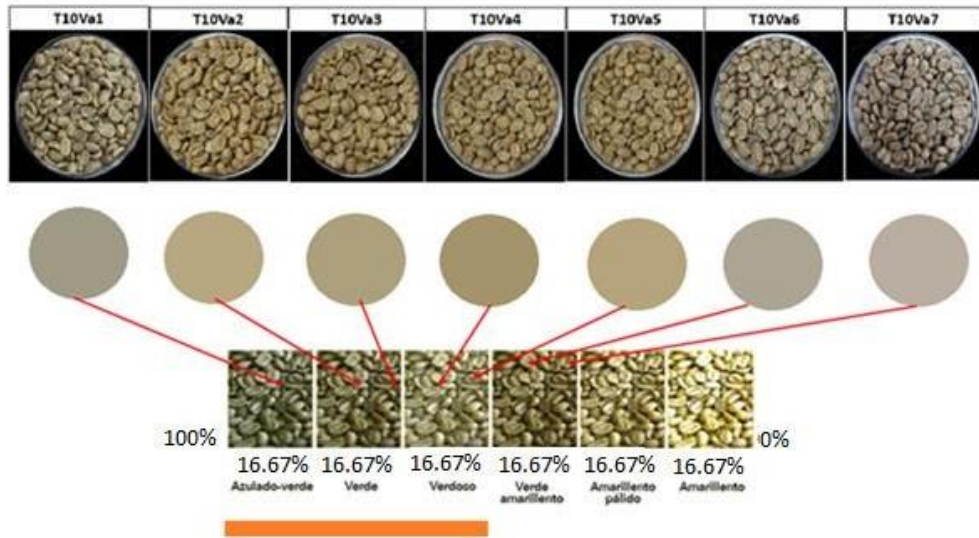 T10Va1 T10Va2 T10Va3 T10Va4 T10Va5 T10Va6 T10Va7
100% 0%
16.67% 16.67% 16.67% 16.67% 16.67% 16.67%
Azulado-verde Verde Verdoso Verde amarillento Amarillento pálido Amarillento